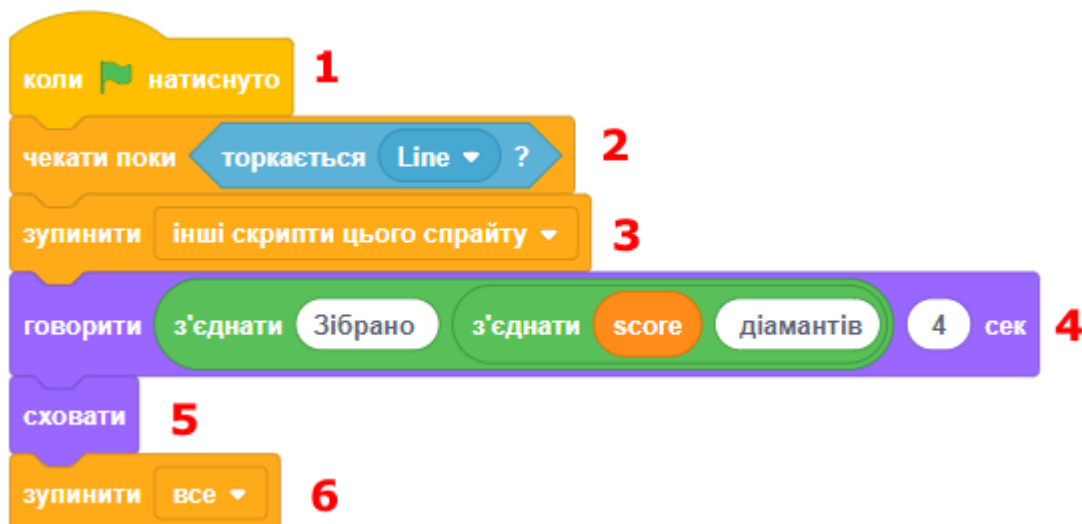 коли натиснуто 1
чекати поки торкається Line ? 2
зупинити інші скрипти цього спрайту 3
говорити з'єднати Зібрано з'єднати score діамантів 4 сек 4
сховати 5
зупинити все 6